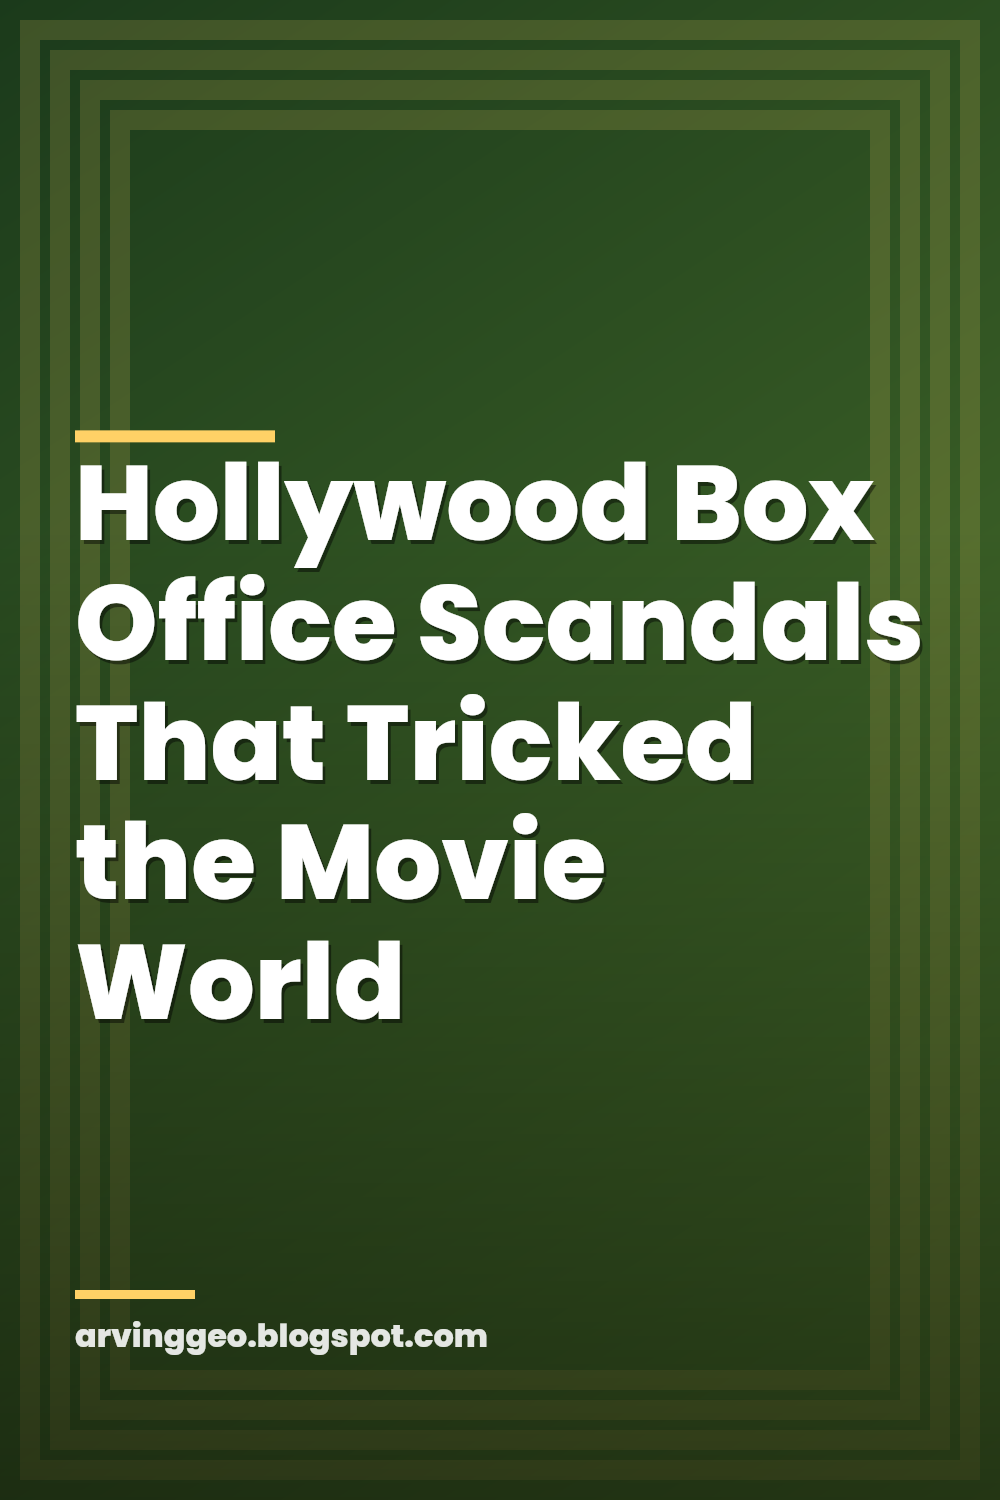 Hollywood Box
Office Scandals
That Tricked
the Movie
World
arvinggeo.blogspot.com